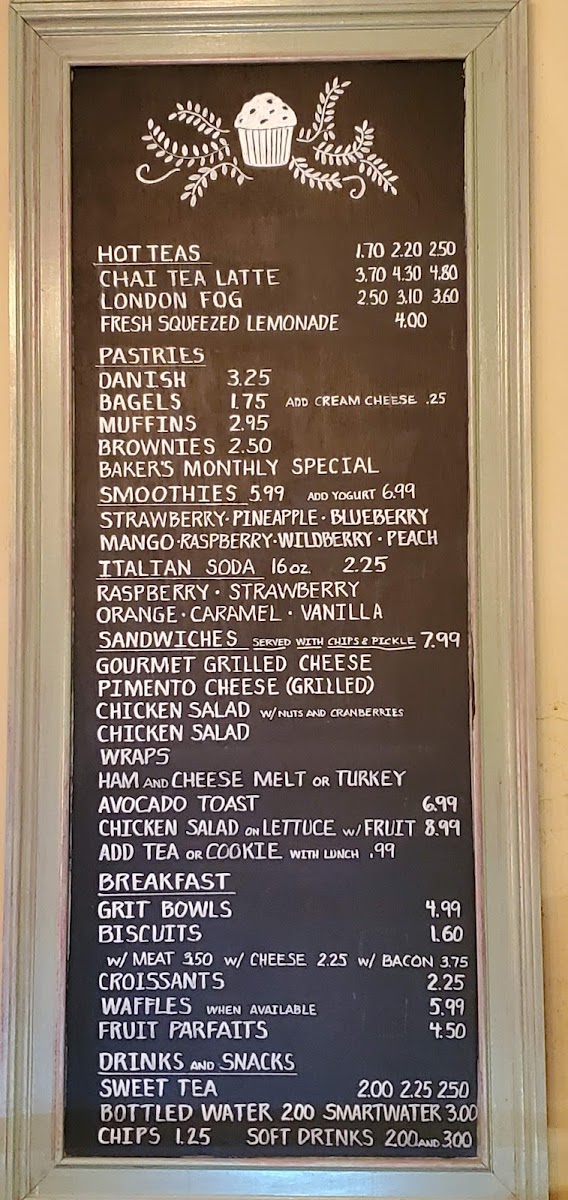 HOT TEAS 1.70 2.20 2.50
CHAI TEA LATTE 3.70 4.30 4.80
LONDON FOG 2.50 3.10 3.60
FRESH SQUEEZED LEMONADE 4.00
PASTRIES
DANISH 3.25
BAGELS 1.75 ADD CREAM CHEESE .25
MUFFINS 2.95
BROWNIES 2.50
BAKER'S MONTHLY SPECIAL
SMOOTHIES 5.99 ADD YOGURT 6.99
STRAWBERRY · PINEAPPLE · BLUEBERRY
MANGO · RASPBERRY · WILDBERRY · PEACH
ITALIAN SODA 16oz 2.25
RASPBERRY · STRAWBERRY
ORANGE · CARAMEL · VANILLA
SANDWICHES SERVED WITH CHIPS & PICKLE 7.99
GOURMET GRILLED CHEESE
PIMENTO CHEESE (GRILLED)
CHICKEN SALAD W/ NUTS AND CRANBERRIES
CHICKEN SALAD
WRAPS
HAM AND CHEESE MELT OR TURKEY
AVOCADO TOAST 6.99
CHICKEN SALAD ON LETTUCE W/ FRUIT 8.99
ADD TEA OR COOKIE WITH LUNCH .99
BREAKFAST
GRIT BOWLS 4.99
BISCUITS 1.60
W/ MEAT 3.50 W/ CHEESE 2.25 W/ BACON 3.75
CROISSANTS 2.25
WAFFLES WHEN AVAILABLE 5.99
FRUIT PARFAITS 4.50
DRINKS AND SNACKS
SWEET TEA 2.00 2.25 2.50
BOTTLED WATER 2.00 SMARTWATER 3.00
CHIPS 1.25 SOFT DRINKS 2.00 AND 3.00